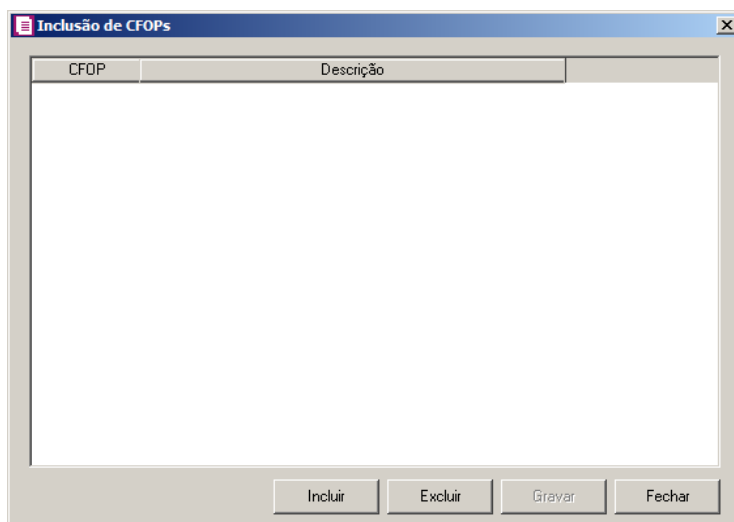 Inclusão de CFOPs
CFOP Descrição
Incluir Excluir Gravar Fechar